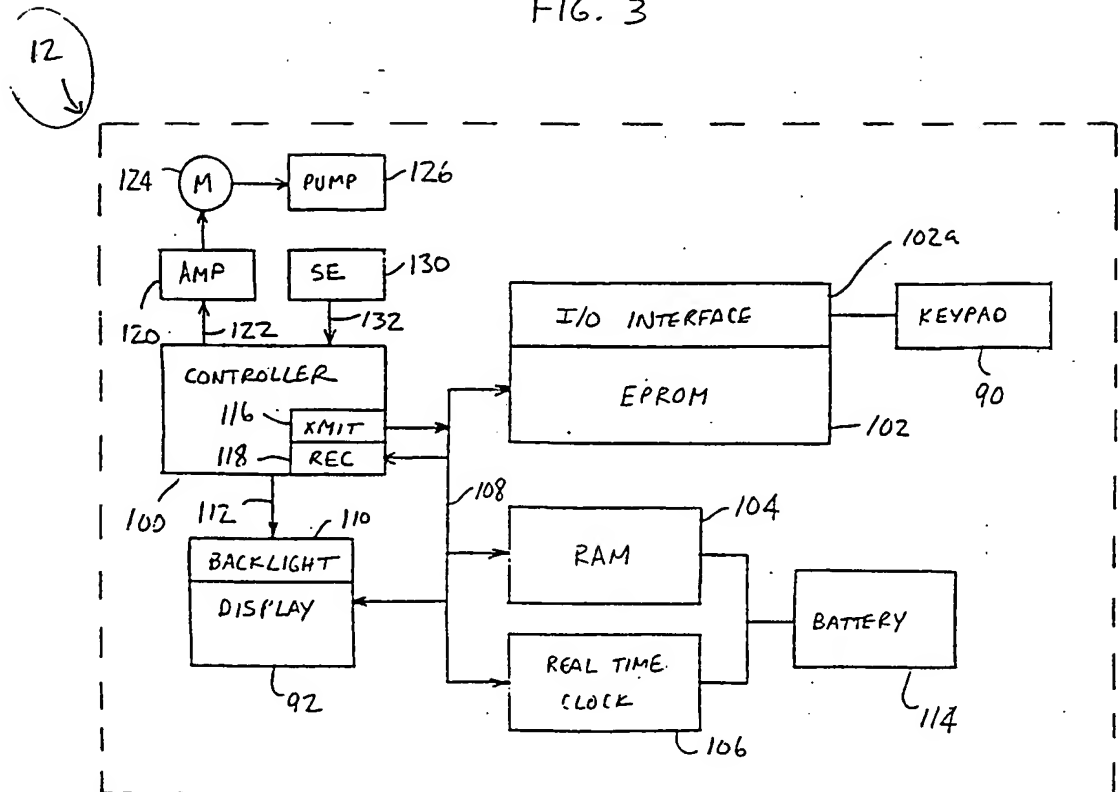 FIG. 3
12
124
M
PUMP
126
AMP
SE
130
120
122
132
102a
I/O INTERFACE
KEYPAD
90
CONTROLLER
EPROM
116
XMIT
102
118
REC
100
112
110
108
104
BACKLIGHT
DISPLAY
RAM
BATTERY
92
REAL TIME
CLOCK
114
106